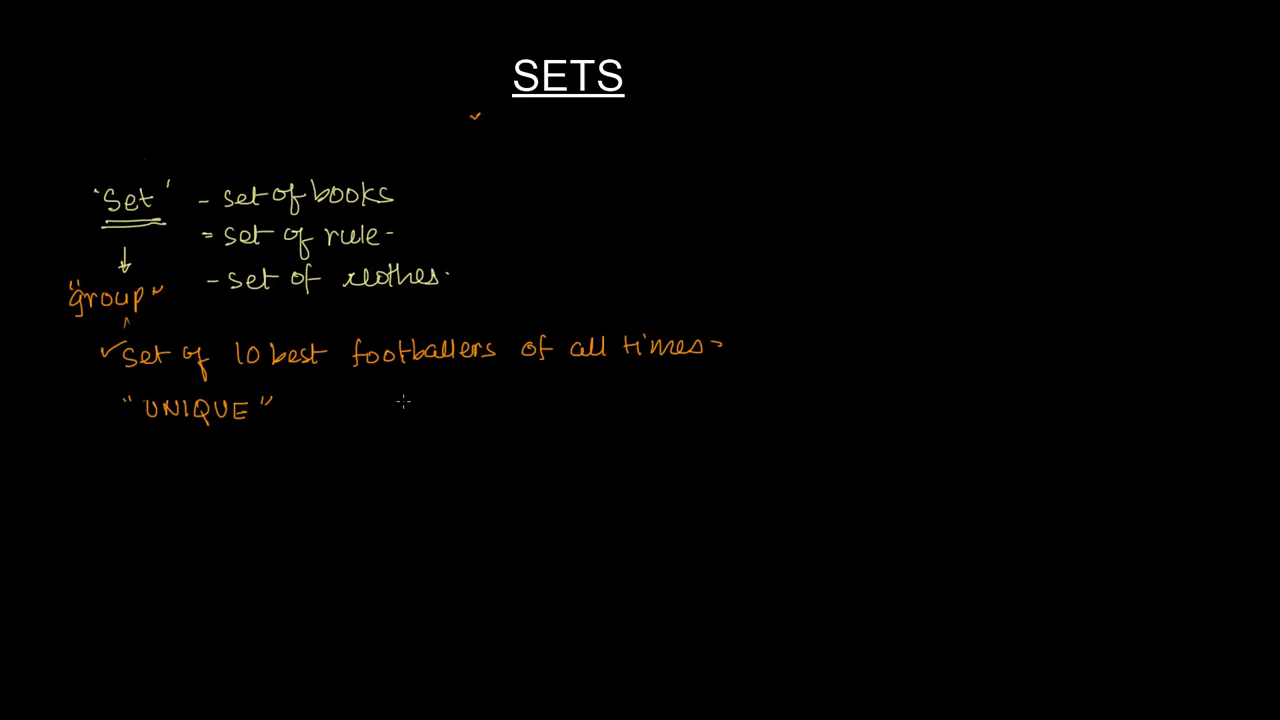 SETS
'Set' - set of books
= set of rule -
- set of clothes.
"group"
✓set of 10 best footballers of all times -
"UNIQUE"